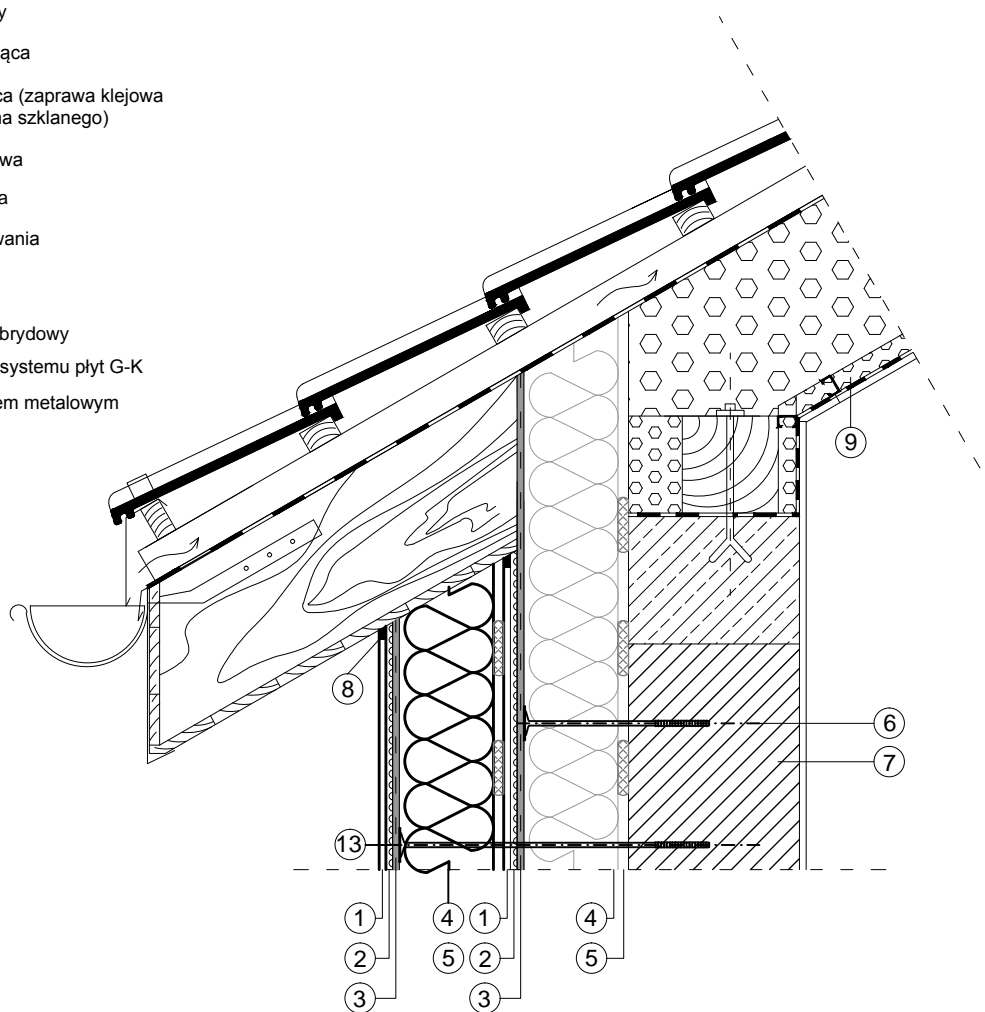 y
ąca
ca (zaprawa klejowa
na szklanego)
wa
a
wania
brydowy
systemu płyt G-K
em metalowym
9
8
6
7
13
1 4 1 4
2 5 2 5
3 3